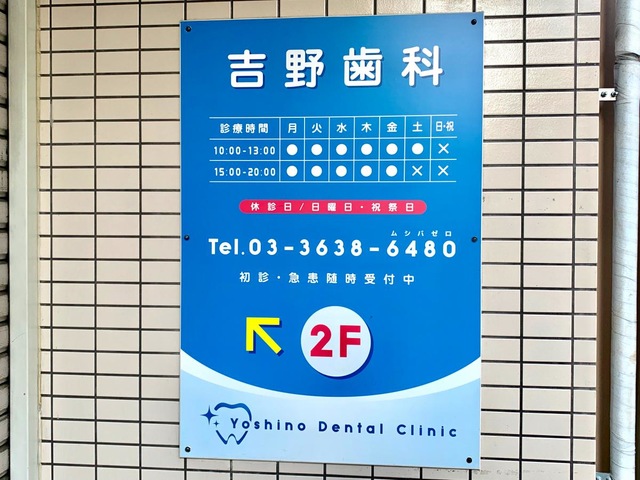 吉野歯科
診療時間 月 火 水 木 金 土 日・祝
10:00-13:00 ● ● ● ● ● ● ×
15:00-20:00 ● ● ● ● ● × ×
休診日/日曜日・祝祭日
ムシバゼロ
Tel.03-3638-6480
初診・急患随時受付中
2F
Yoshino Dental Clinic